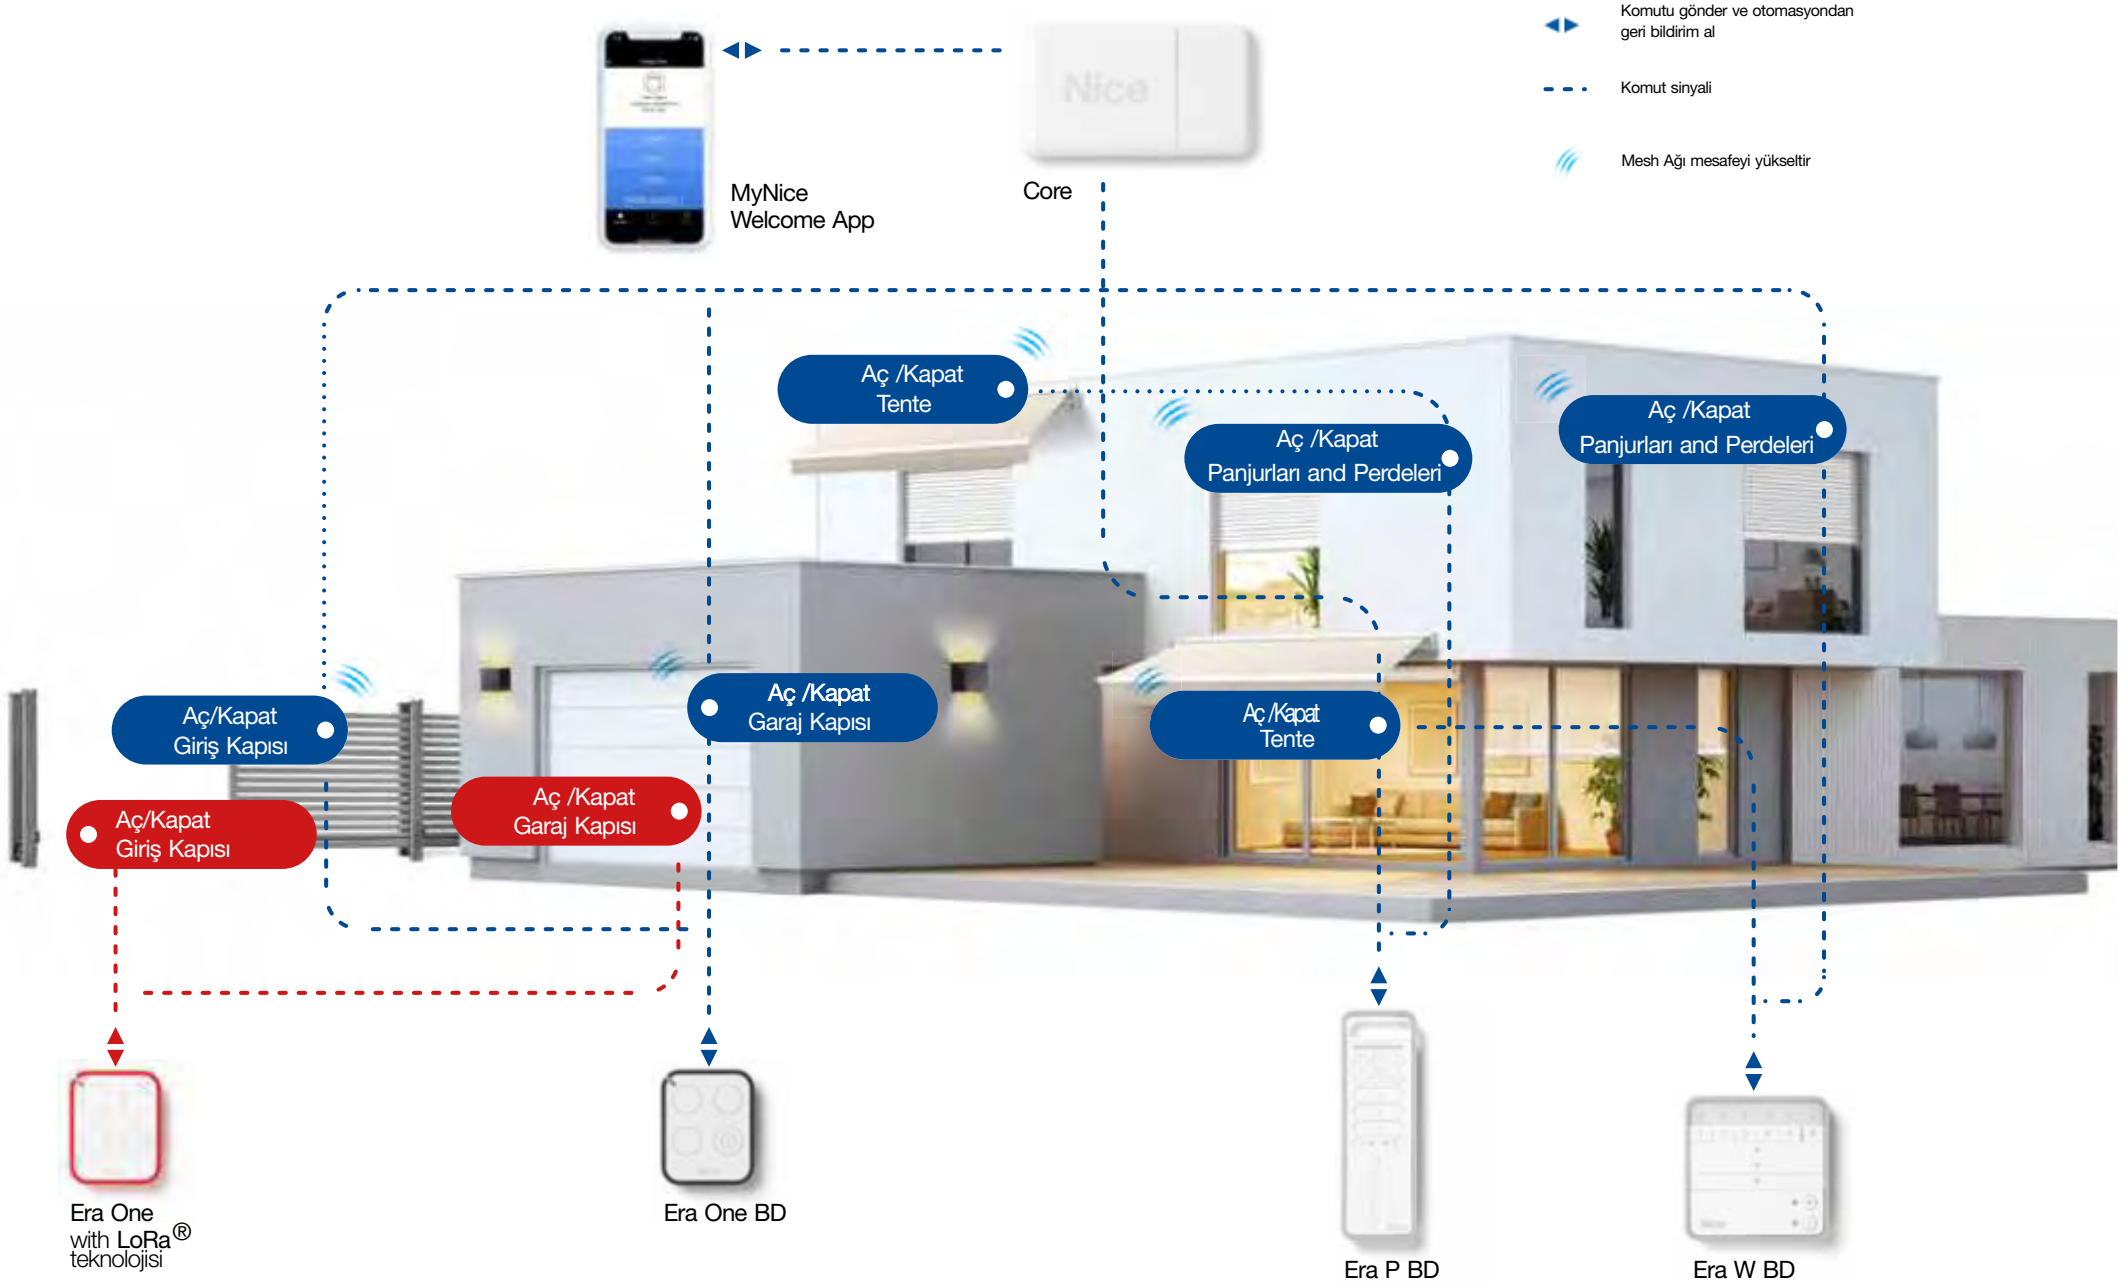 Komutu gönder ve otomasyondan
geri bildirim al
Komut sinyali
Mesh Ağı mesafeyi yükseltir
Nice
MyNice
Welcome App
Core
Aç /Kapat
Tente
Aç /Kapat
Panjurları and Perdeleri
Aç /Kapat
Panjurları and Perdeleri
Aç/Kapat
Giriş Kapısı
Aç /Kapat
Garaj Kapısı
Aç /Kapat
Tente
Aç/Kapat
Giriş Kapısı
Aç /Kapat
Garaj Kapısı
Era One
with LoRa®
teknolojisi
Era One BD
Era P BD
Era W BD